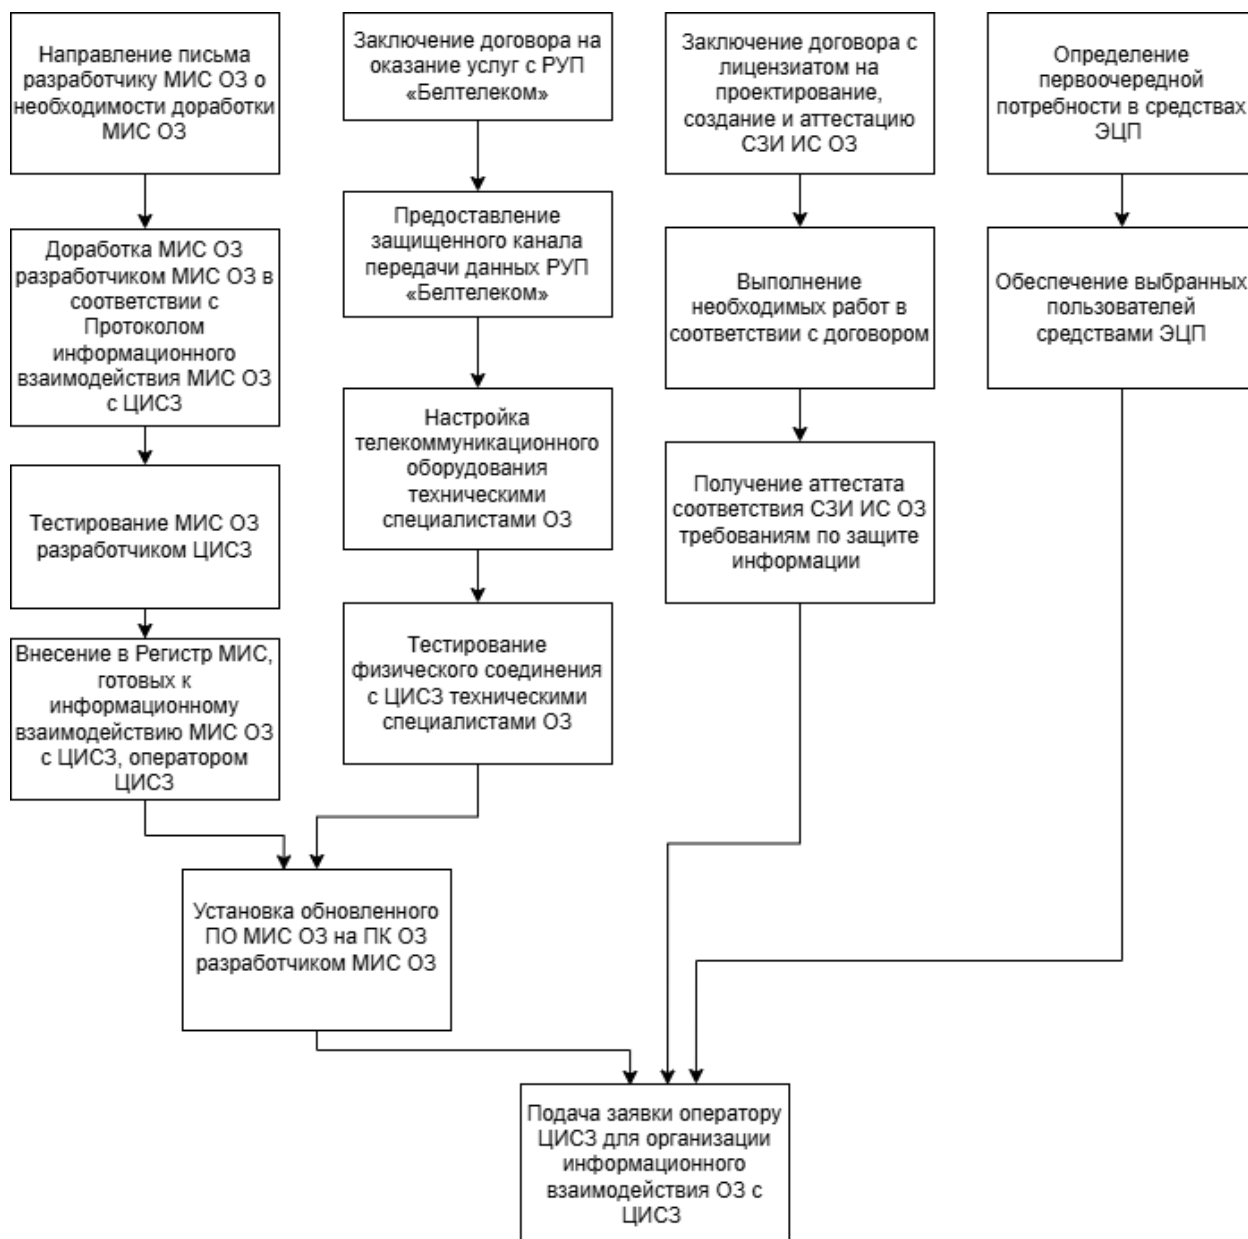 Направление письма
разработчику МИС ОЗ о
необходимости доработки
МИС ОЗ
Заключение договора на
оказание услуг с РУП
«Белтелеком»
Заключение договора с
лицензиатом на
проектирование,
создание и аттестацию
СЗИ ИС ОЗ
Определение
первоочередной
потребности в средствах
ЭЦП
Доработка МИС ОЗ
разработчиком МИС ОЗ в
соответствии с
Протоколом
информационного
взаимодействия МИС ОЗ
с ЦИСЗ
Предоставление
защищенного канала
передачи данных РУП
«Белтелеком»
Выполнение
необходимых работ в
соответствии с договором
Обеспечение выбранных
пользователей
средствами ЭЦП
Тестирование МИС ОЗ
разработчиком ЦИСЗ
Настройка
телекоммуникационного
оборудования
техническими
специалистами ОЗ
Получение аттестата
соответствия СЗИ ИС ОЗ
требованиям по защите
информации
Внесение в Регистр МИС,
готовых к
информационному
взаимодействию МИС ОЗ
с ЦИСЗ, оператором
ЦИСЗ
Тестирование
физического соединения
с ЦИСЗ техническими
специалистами ОЗ
Установка обновленного
ПО МИС ОЗ на ПК ОЗ
разработчиком МИС ОЗ
Подача заявки оператору
ЦИСЗ для организации
информационного
взаимодействия ОЗ с
ЦИСЗ